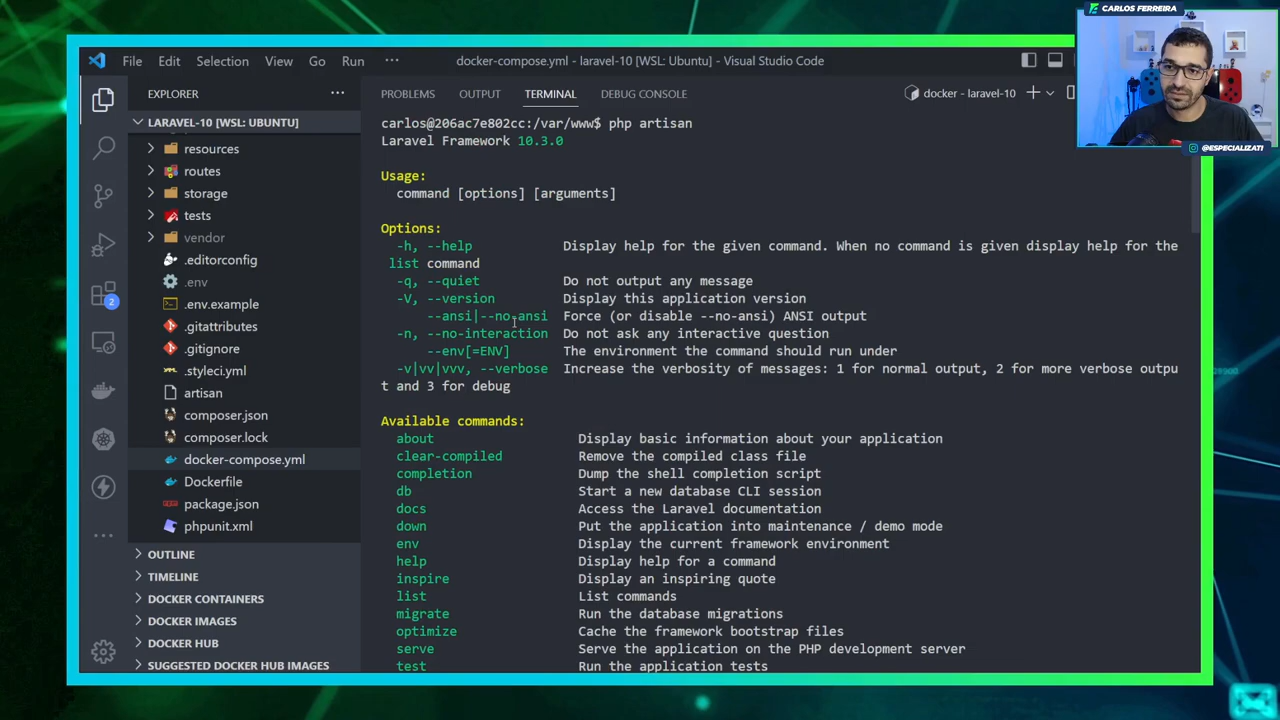 CARLOS FERREIRA
@ESPECIALIZATI
File Edit Selection View Go Run ···
docker-compose.yml - laravel-10 [WSL: Ubuntu] - Visual Studio Code
EXPLORER ···
LARAVEL-10 [WSL: UBUNTU]
resources
routes
storage
tests
vendor
.editorconfig
.env
.env.example
.gitattributes
.gitignore
.styleci.yml
artisan
composer.json
composer.lock
docker-compose.yml
Dockerfile
package.json
phpunit.xml
OUTLINE
TIMELINE
DOCKER CONTAINERS
DOCKER IMAGES
DOCKER HUB
SUGGESTED DOCKER HUB IMAGES
2
PROBLEMS OUTPUT TERMINAL DEBUG CONSOLE
docker - laravel-10
carlos@206ac7e802cc:/var/www$ php artisan
Laravel Framework 10.3.0
Usage:
command [options] [arguments]
Options:
-h, --help Display help for the given command. When no command is given display help for the
list command
-q, --quiet Do not output any message
-V, --version Display this application version
--ansi|--no-ansi Force (or disable --no-ansi) ANSI output
-n, --no-interaction Do not ask any interactive question
--env[=ENV] The environment the command should run under
-v|vv|vvv, --verbose Increase the verbosity of messages: 1 for normal output, 2 for more verbose outpu
t and 3 for debug
Available commands:
about Display basic information about your application
clear-compiled Remove the compiled class file
completion Dump the shell completion script
db Start a new database CLI session
docs Access the Laravel documentation
down Put the application into maintenance / demo mode
env Display the current framework environment
help Display help for a command
inspire Display an inspiring quote
list List commands
migrate Run the database migrations
optimize Cache the framework bootstrap files
serve Serve the application on the PHP development server
test Run the application tests